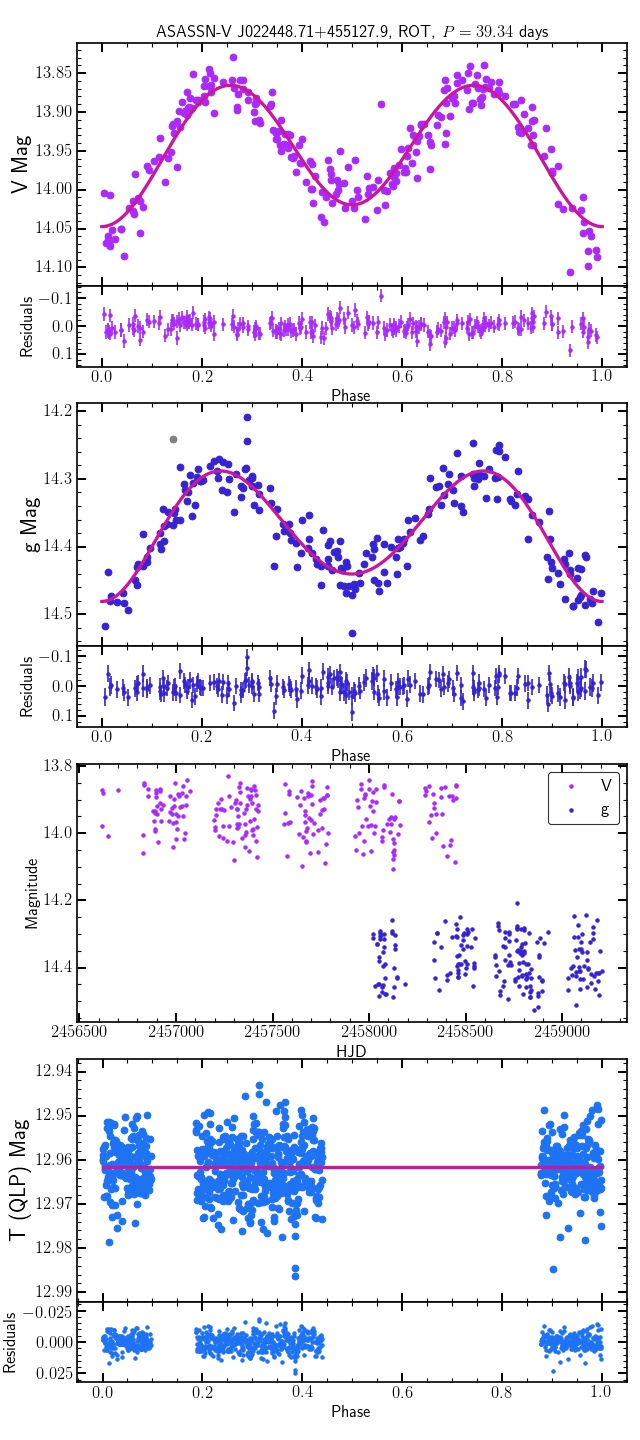 ASASSN-V J022448.71+455127.9, ROT, P = 39.34 days
13.85
13.90
13.95
14.00
14.05
14.10
V Mag
−0.1
0.0
0.1
Residuals
0.0 0.2 0.4 0.6 0.8 1.0
Phase
14.2
14.3
14.4
14.5
g Mag
−0.1
0.0
0.1
Residuals
0.0 0.2 0.4 0.6 0.8 1.0
Phase
13.8
14.0
14.2
14.4
Magnitude
V
g
2456500 2457000 2457500 2458000 2458500 2459000
HJD
12.94
12.95
12.96
12.97
12.98
12.99
T (QLP) Mag
−0.025
0.000
0.025
Residuals
0.0 0.2 0.4 0.6 0.8 1.0
Phase